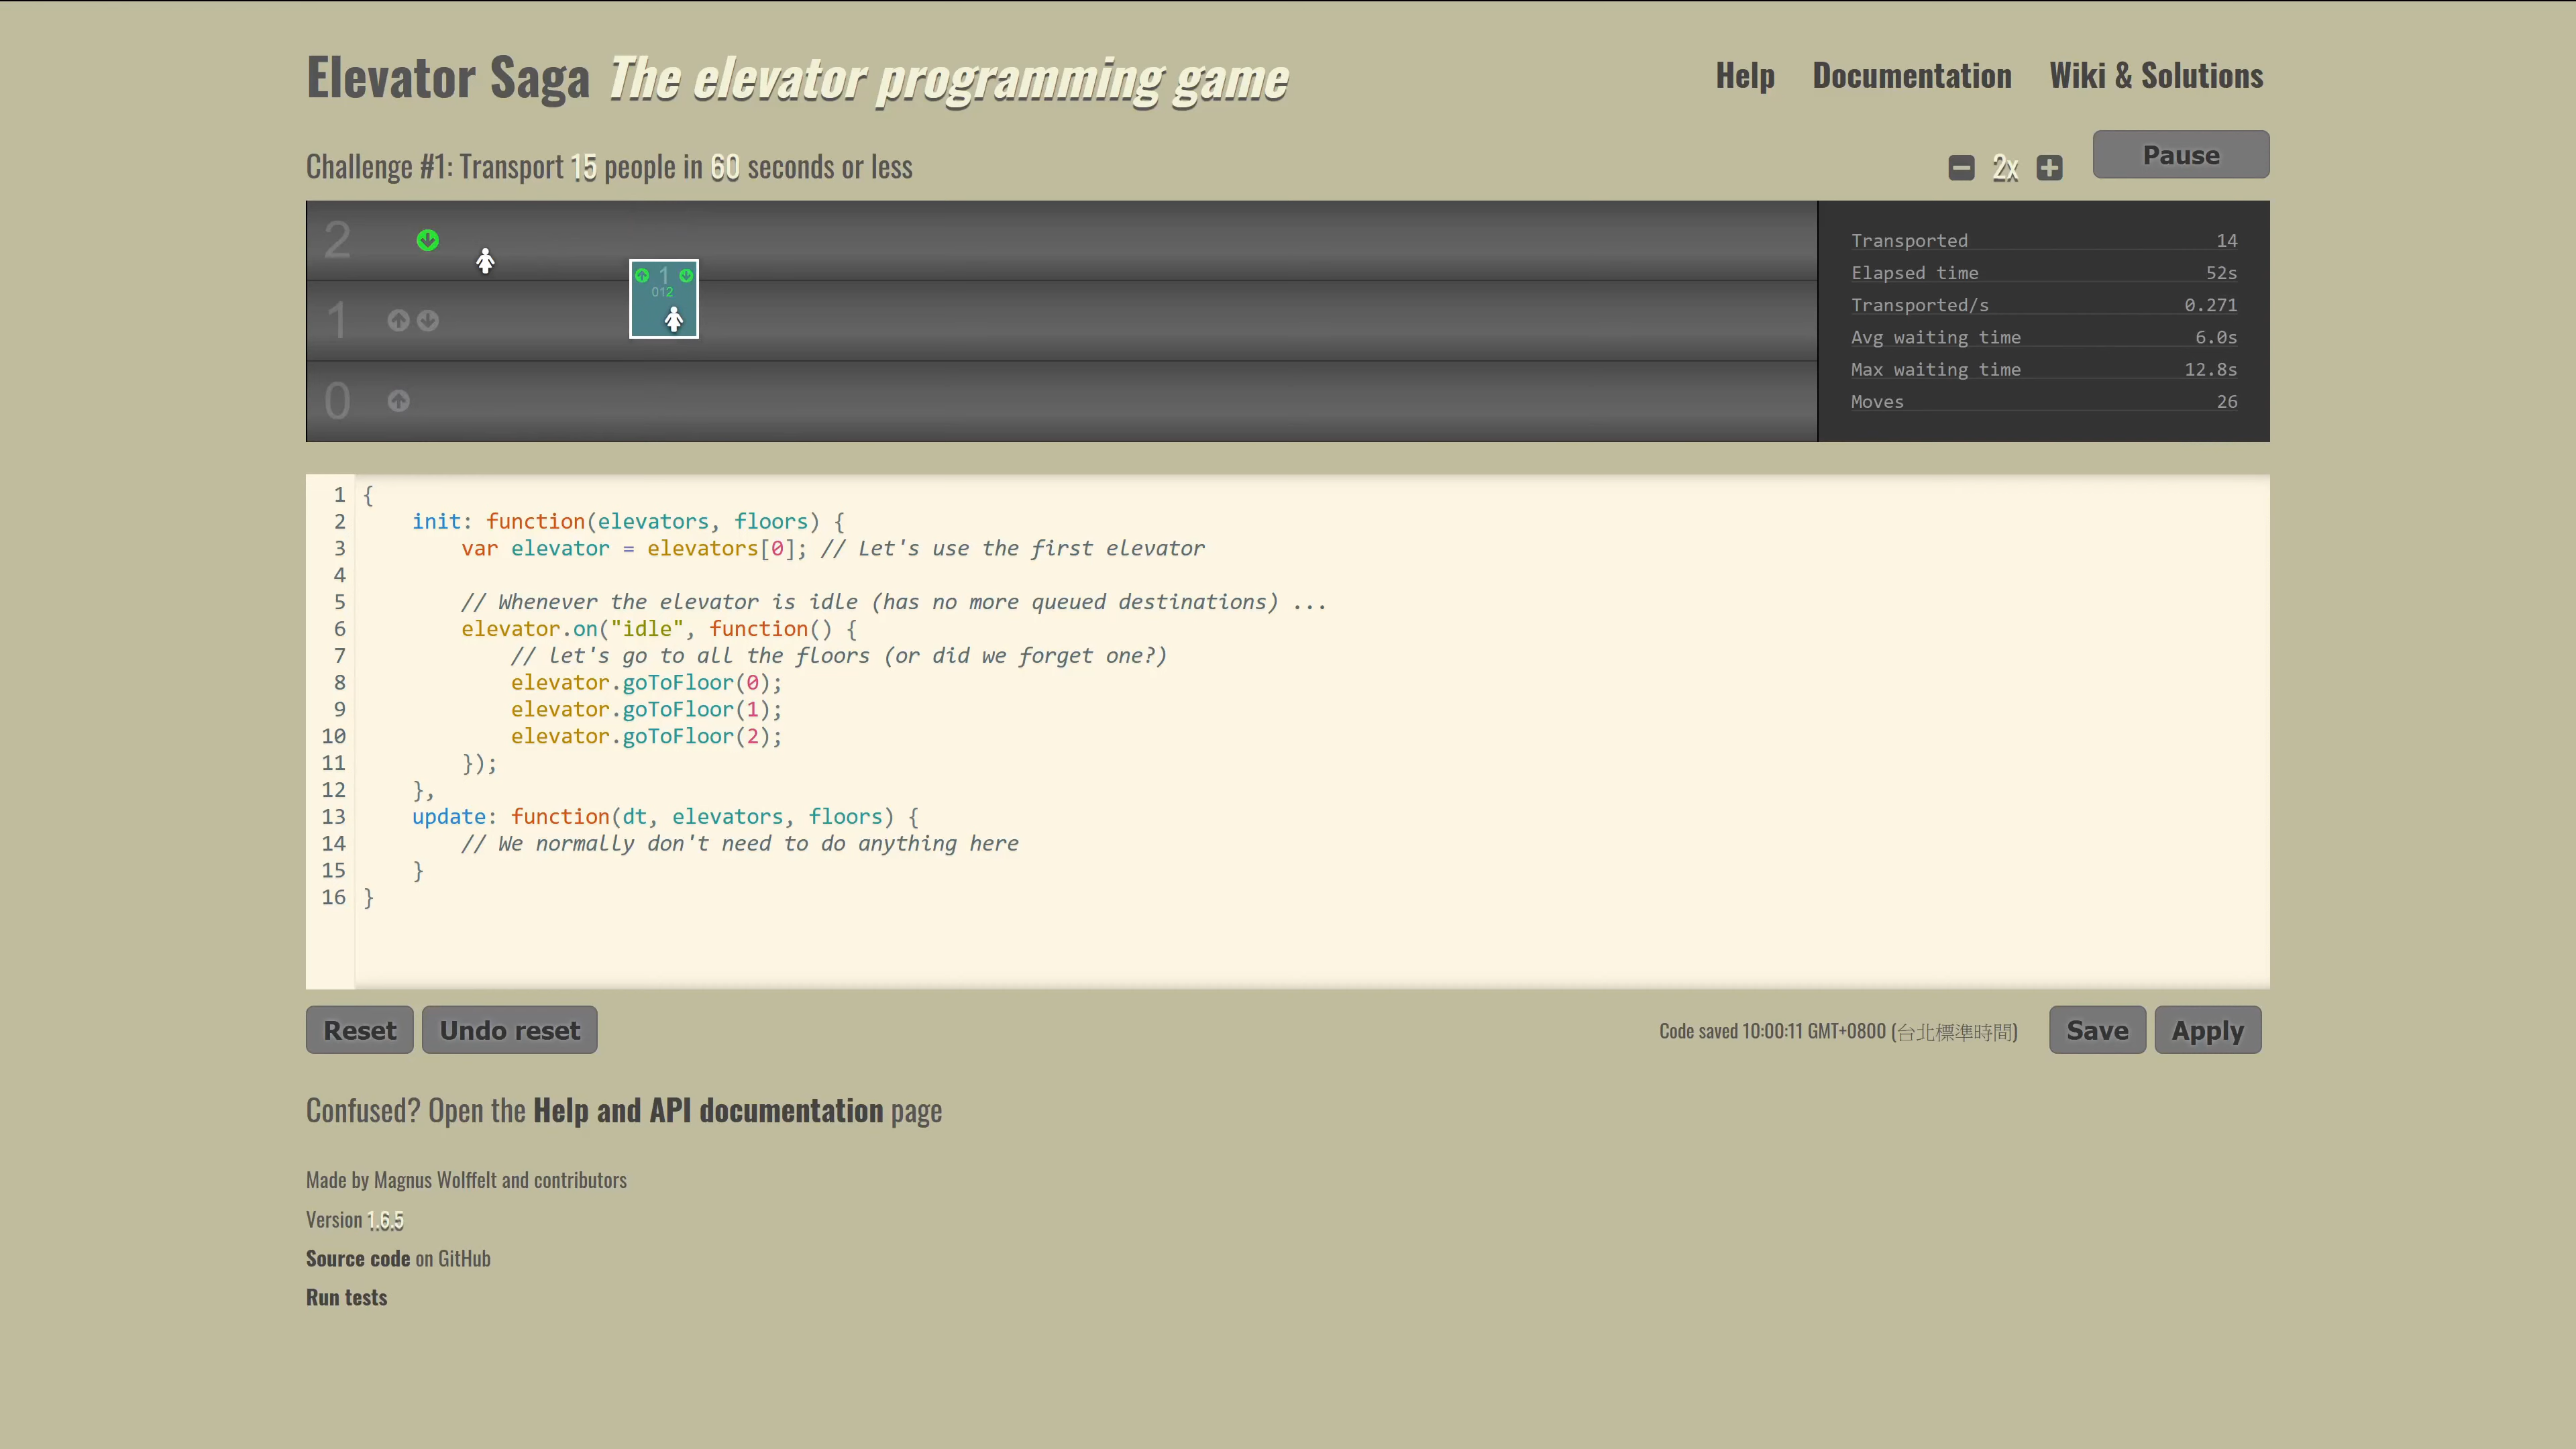 Elevator Saga The elevator programming game
Help Documentation Wiki & Solutions
Challenge #1: Transport 15 people in 60 seconds or less
2x
Pause
2
1
0
1
012
Transported 14
Elapsed time 52s
Transported/s 0.271
Avg waiting time 6.0s
Max waiting time 12.8s
Moves 26
1 {
2     init: function(elevators, floors) {
3         var elevator = elevators[0]; // Let's use the first elevator
4
5         // Whenever the elevator is idle (has no more queued destinations) ...
6         elevator.on("idle", function() {
7             // let's go to all the floors (or did we forget one?)
8             elevator.goToFloor(0);
9             elevator.goToFloor(1);
10             elevator.goToFloor(2);
11         });
12     },
13     update: function(dt, elevators, floors) {
14         // We normally don't need to do anything here
15     }
16 }
Reset Undo reset
Code saved 10:00:11 GMT+0800 (台北標準時間)
Save Apply
Confused? Open the Help and API documentation page
Made by Magnus Wolffelt and contributors
Version 1.6.5
Source code on GitHub
Run tests